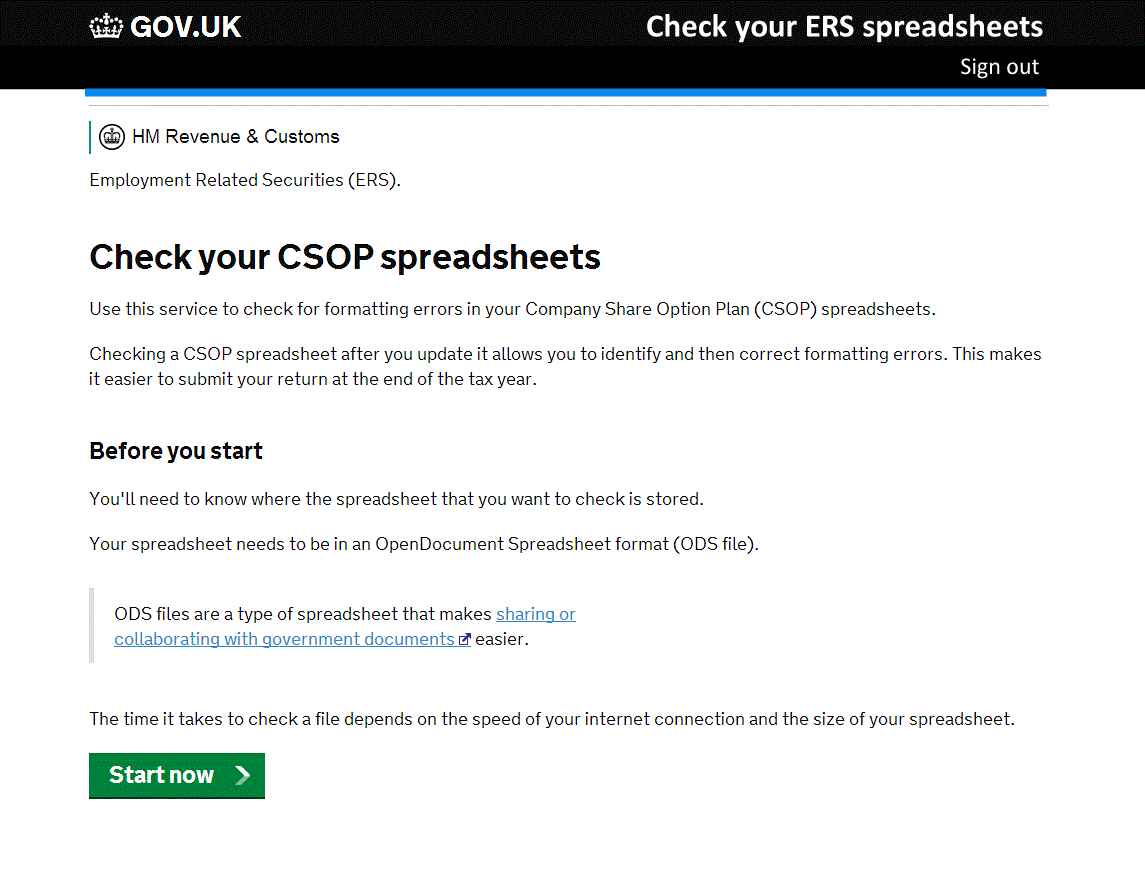 GOV.UK
Check your ERS spreadsheets
Sign out
HM Revenue & Customs
Employment Related Securities (ERS).
Check your CSOP spreadsheets
Use this service to check for formatting errors in your Company Share Option Plan (CSOP) spreadsheets.
Checking a CSOP spreadsheet after you update it allows you to identify and then correct formatting errors. This makes
it easier to submit your return at the end of the tax year.
Before you start
You'll need to know where the spreadsheet that you want to check is stored.
Your spreadsheet needs to be in an OpenDocument Spreadsheet format (ODS file).
ODS files are a type of spreadsheet that makes sharing or
collaborating with government documents easier.
The time it takes to check a file depends on the speed of your internet connection and the size of your spreadsheet.
Start now